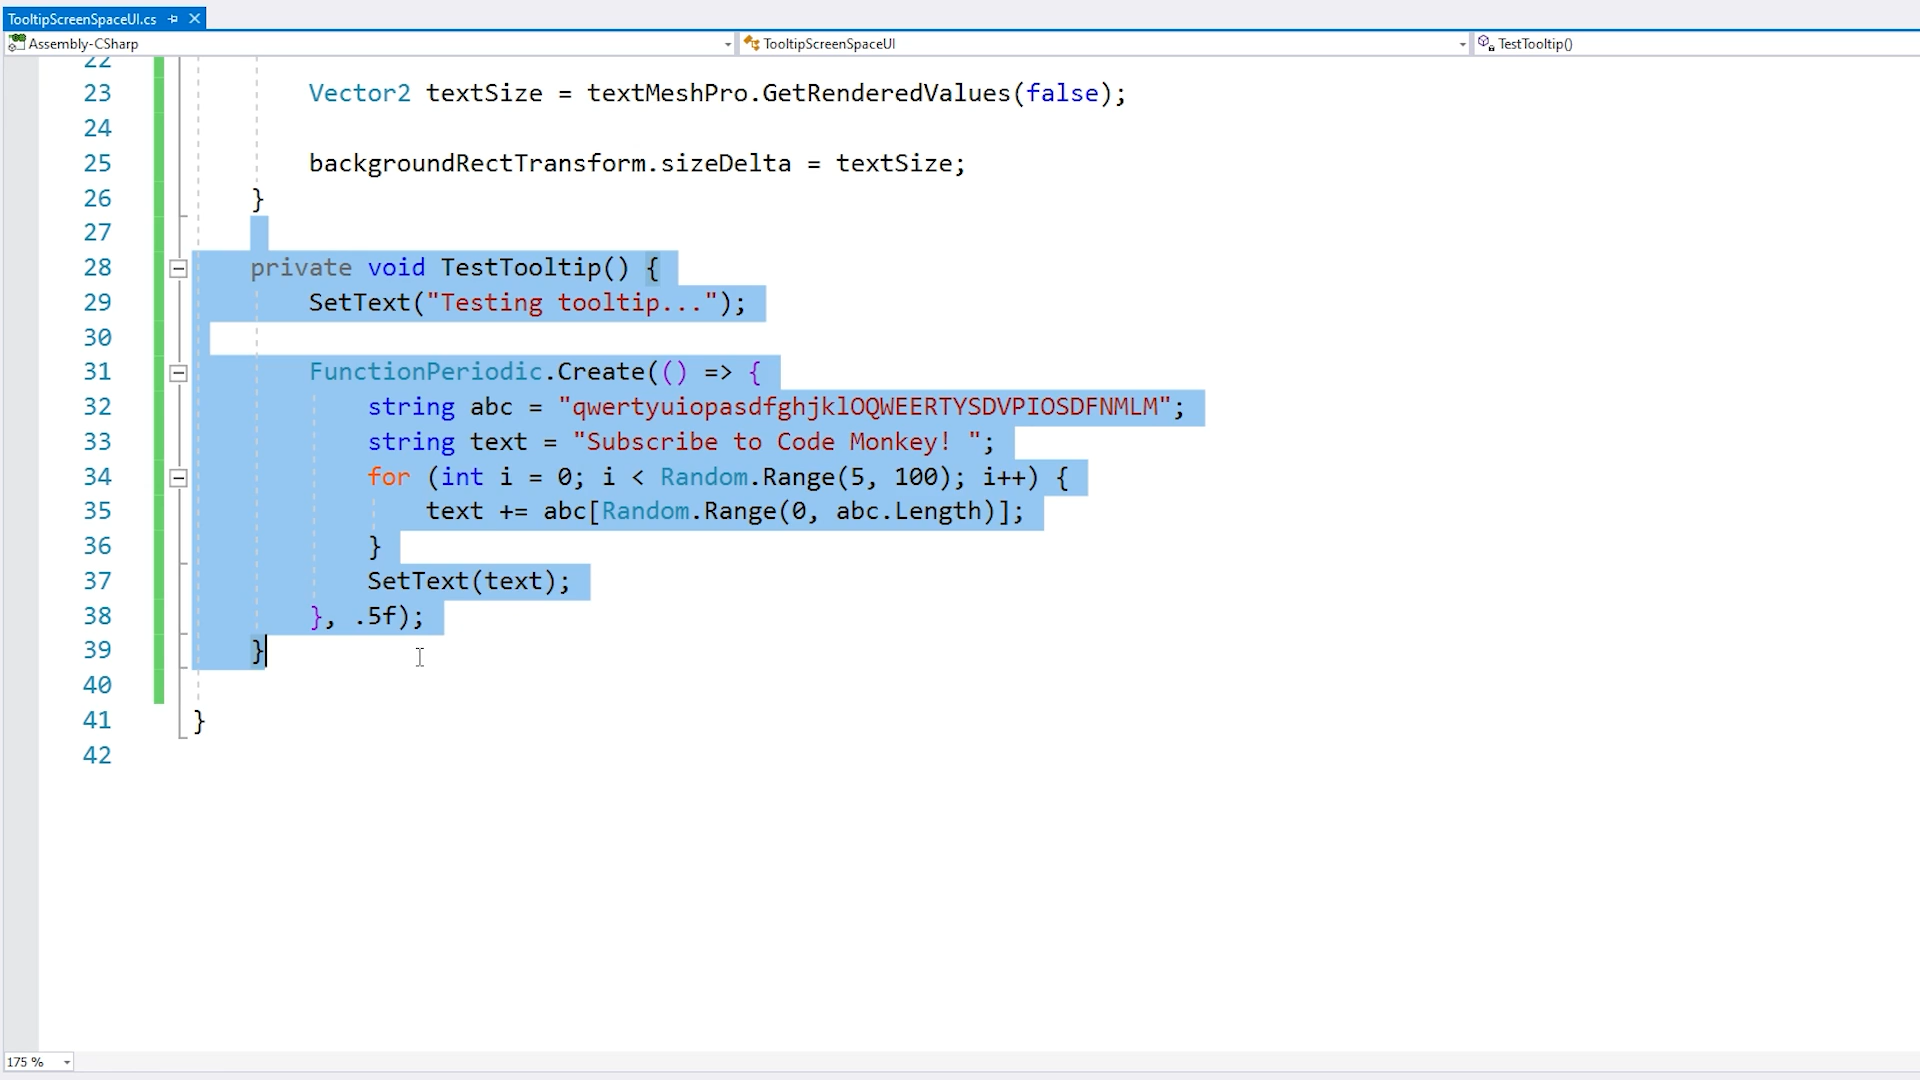 TooltipScreenSpaceUI.cs
Assembly-CSharp
TooltipScreenSpaceUI
TestTooltip()
22
23 Vector2 textSize = textMeshPro.GetRenderedValues(false);
24
25 backgroundRectTransform.sizeDelta = textSize;
26 }
27
28 private void TestTooltip() {
29 SetText("Testing tooltip...");
30
31 FunctionPeriodic.Create(() => {
32 string abc = "qwertyuiopasdfghjklOQWEERTYSDVPIOSDFNMLM";
33 string text = "Subscribe to Code Monkey! ";
34 for (int i = 0; i < Random.Range(5, 100); i++) {
35 text += abc[Random.Range(0, abc.Length)];
36 }
37 SetText(text);
38 }, .5f);
39 }
40
41 }
42
175 %